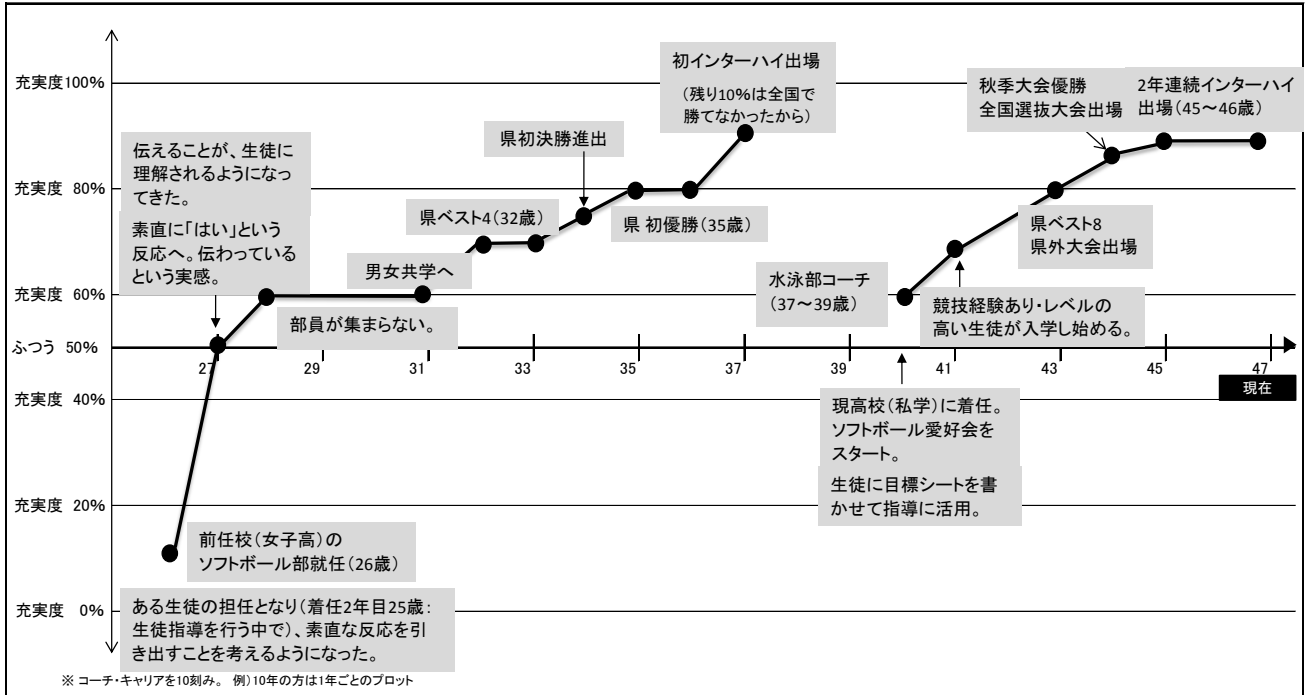 充実度100%
充実度 80%
充実度 60%
ふつう 50%
充実度 40%
充実度 20%
充実度 0%
伝えることが、生徒に
理解されるようになっ
てきた。
素直に「はい」という
反応へ。伝わっている
という実感。
前任校(女子高)の
ソフトボール部就任(26歳)
ある生徒の担任となり(着任2年目25歳:
生徒指導を行う中で)、素直な反応を引
き出すことを考えるようになった。
部員が集まらない。
男女共学へ
県ベスト4(32歳)
県初決勝進出
県 初優勝(35歳)
初インターハイ出場
(残り10%は全国で
勝てなかったから)
水泳部コーチ
(37~39歳)
現高校(私学)に着任。
ソフトボール愛好会を
スタート。
生徒に目標シートを書
かせて指導に活用。
競技経験あり・レベルの
高い生徒が入学し始める。
県ベスト8
県外大会出場
秋季大会優勝
全国選抜大会出場
2年連続インターハイ
出場(45~46歳)
27 29 31 33 35 37 39 41 43 45 47
現在
※ コーチ・キャリアを10刻み。 例)10年の方は1年ごとのプロット